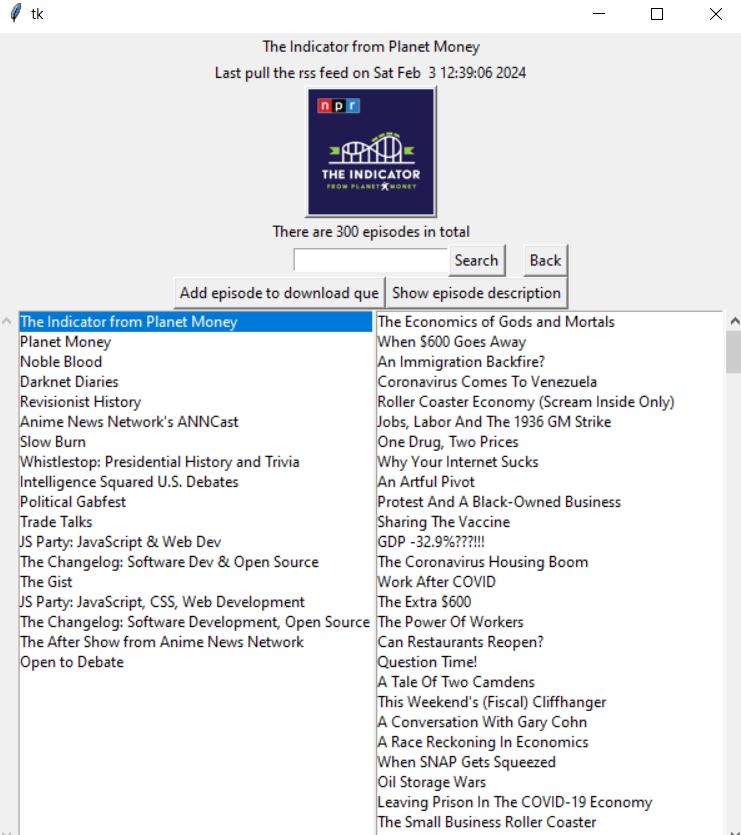 tk
The Indicator from Planet Money
Last pull the rss feed on Sat Feb  3 12:39:06 2024
npr
THE INDICATOR
FROM PLANET MONEY
There are 300 episodes in total
Search
Back
Add episode to download que
Show episode description
The Indicator from Planet Money
Planet Money
Noble Blood
Darknet Diaries
Revisionist History
Anime News Network's ANNCast
Slow Burn
Whistlestop: Presidential History and Trivia
Intelligence Squared U.S. Debates
Political Gabfest
Trade Talks
JS Party: JavaScript & Web Dev
The Changelog: Software Dev & Open Source
The Gist
JS Party: JavaScript, CSS, Web Development
The Changelog: Software Development, Open Source
The After Show from Anime News Network
Open to Debate
The Economics of Gods and Mortals
When $600 Goes Away
An Immigration Backfire?
Coronavirus Comes To Venezuela
Roller Coaster Economy (Scream Inside Only)
Jobs, Labor And The 1936 GM Strike
One Drug, Two Prices
Why Your Internet Sucks
An Artful Pivot
Protest And A Black-Owned Business
Sharing The Vaccine
GDP -32.9%???!!!
The Coronavirus Housing Boom
Work After COVID
The Extra $600
The Power Of Workers
Can Restaurants Reopen?
Question Time!
A Tale Of Two Camdens
This Weekend's (Fiscal) Cliffhanger
A Conversation With Gary Cohn
A Race Reckoning In Economics
When SNAP Gets Squeezed
Oil Storage Wars
Leaving Prison In The COVID-19 Economy
The Small Business Roller Coaster